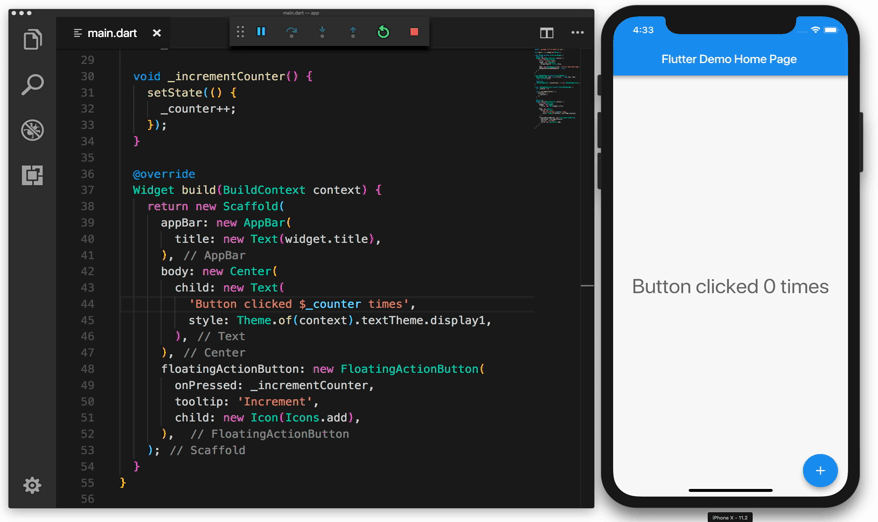 main.dart — app
main.dart
29
30 void _incrementCounter() {
31 setState(() {
32 _counter++;
33 });
34 }
35
36 @override
37 Widget build(BuildContext context) {
38 return new Scaffold(
39 appBar: new AppBar(
40 title: new Text(widget.title),
41 ), // AppBar
42 body: new Center(
43 child: new Text(
44 'Button clicked $_counter times',
45 style: Theme.of(context).textTheme.display1,
46 ), // Text
47 ), // Center
48 floatingActionButton: new FloatingActionButton(
49 onPressed: _incrementCounter,
50 tooltip: 'Increment',
51 child: new Icon(Icons.add),
52 ), // FloatingActionButton
53 ); // Scaffold
54 }
55 }
56
4:33
Flutter Demo Home Page
Button clicked 0 times
+
iPhone X - 11.2